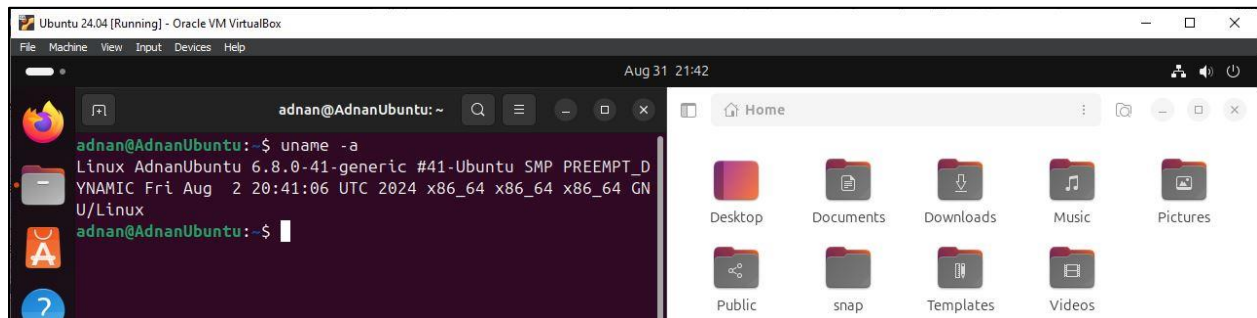 Ubuntu 24.04 [Running] - Oracle VM VirtualBox
File Machine View Input Devices Help
Aug 31 21:42
adnan@AdnanUbuntu: ~
Home
adnan@AdnanUbuntu:~$ uname -a
Linux AdnanUbuntu 6.8.0-41-generic #41-Ubuntu SMP PREEMPT_D
YNAMIC Fri Aug  2 20:41:06 UTC 2024 x86_64 x86_64 x86_64 GN
U/Linux
adnan@AdnanUbuntu:~$
Desktop Documents Downloads Music Pictures
Public snap Templates Videos